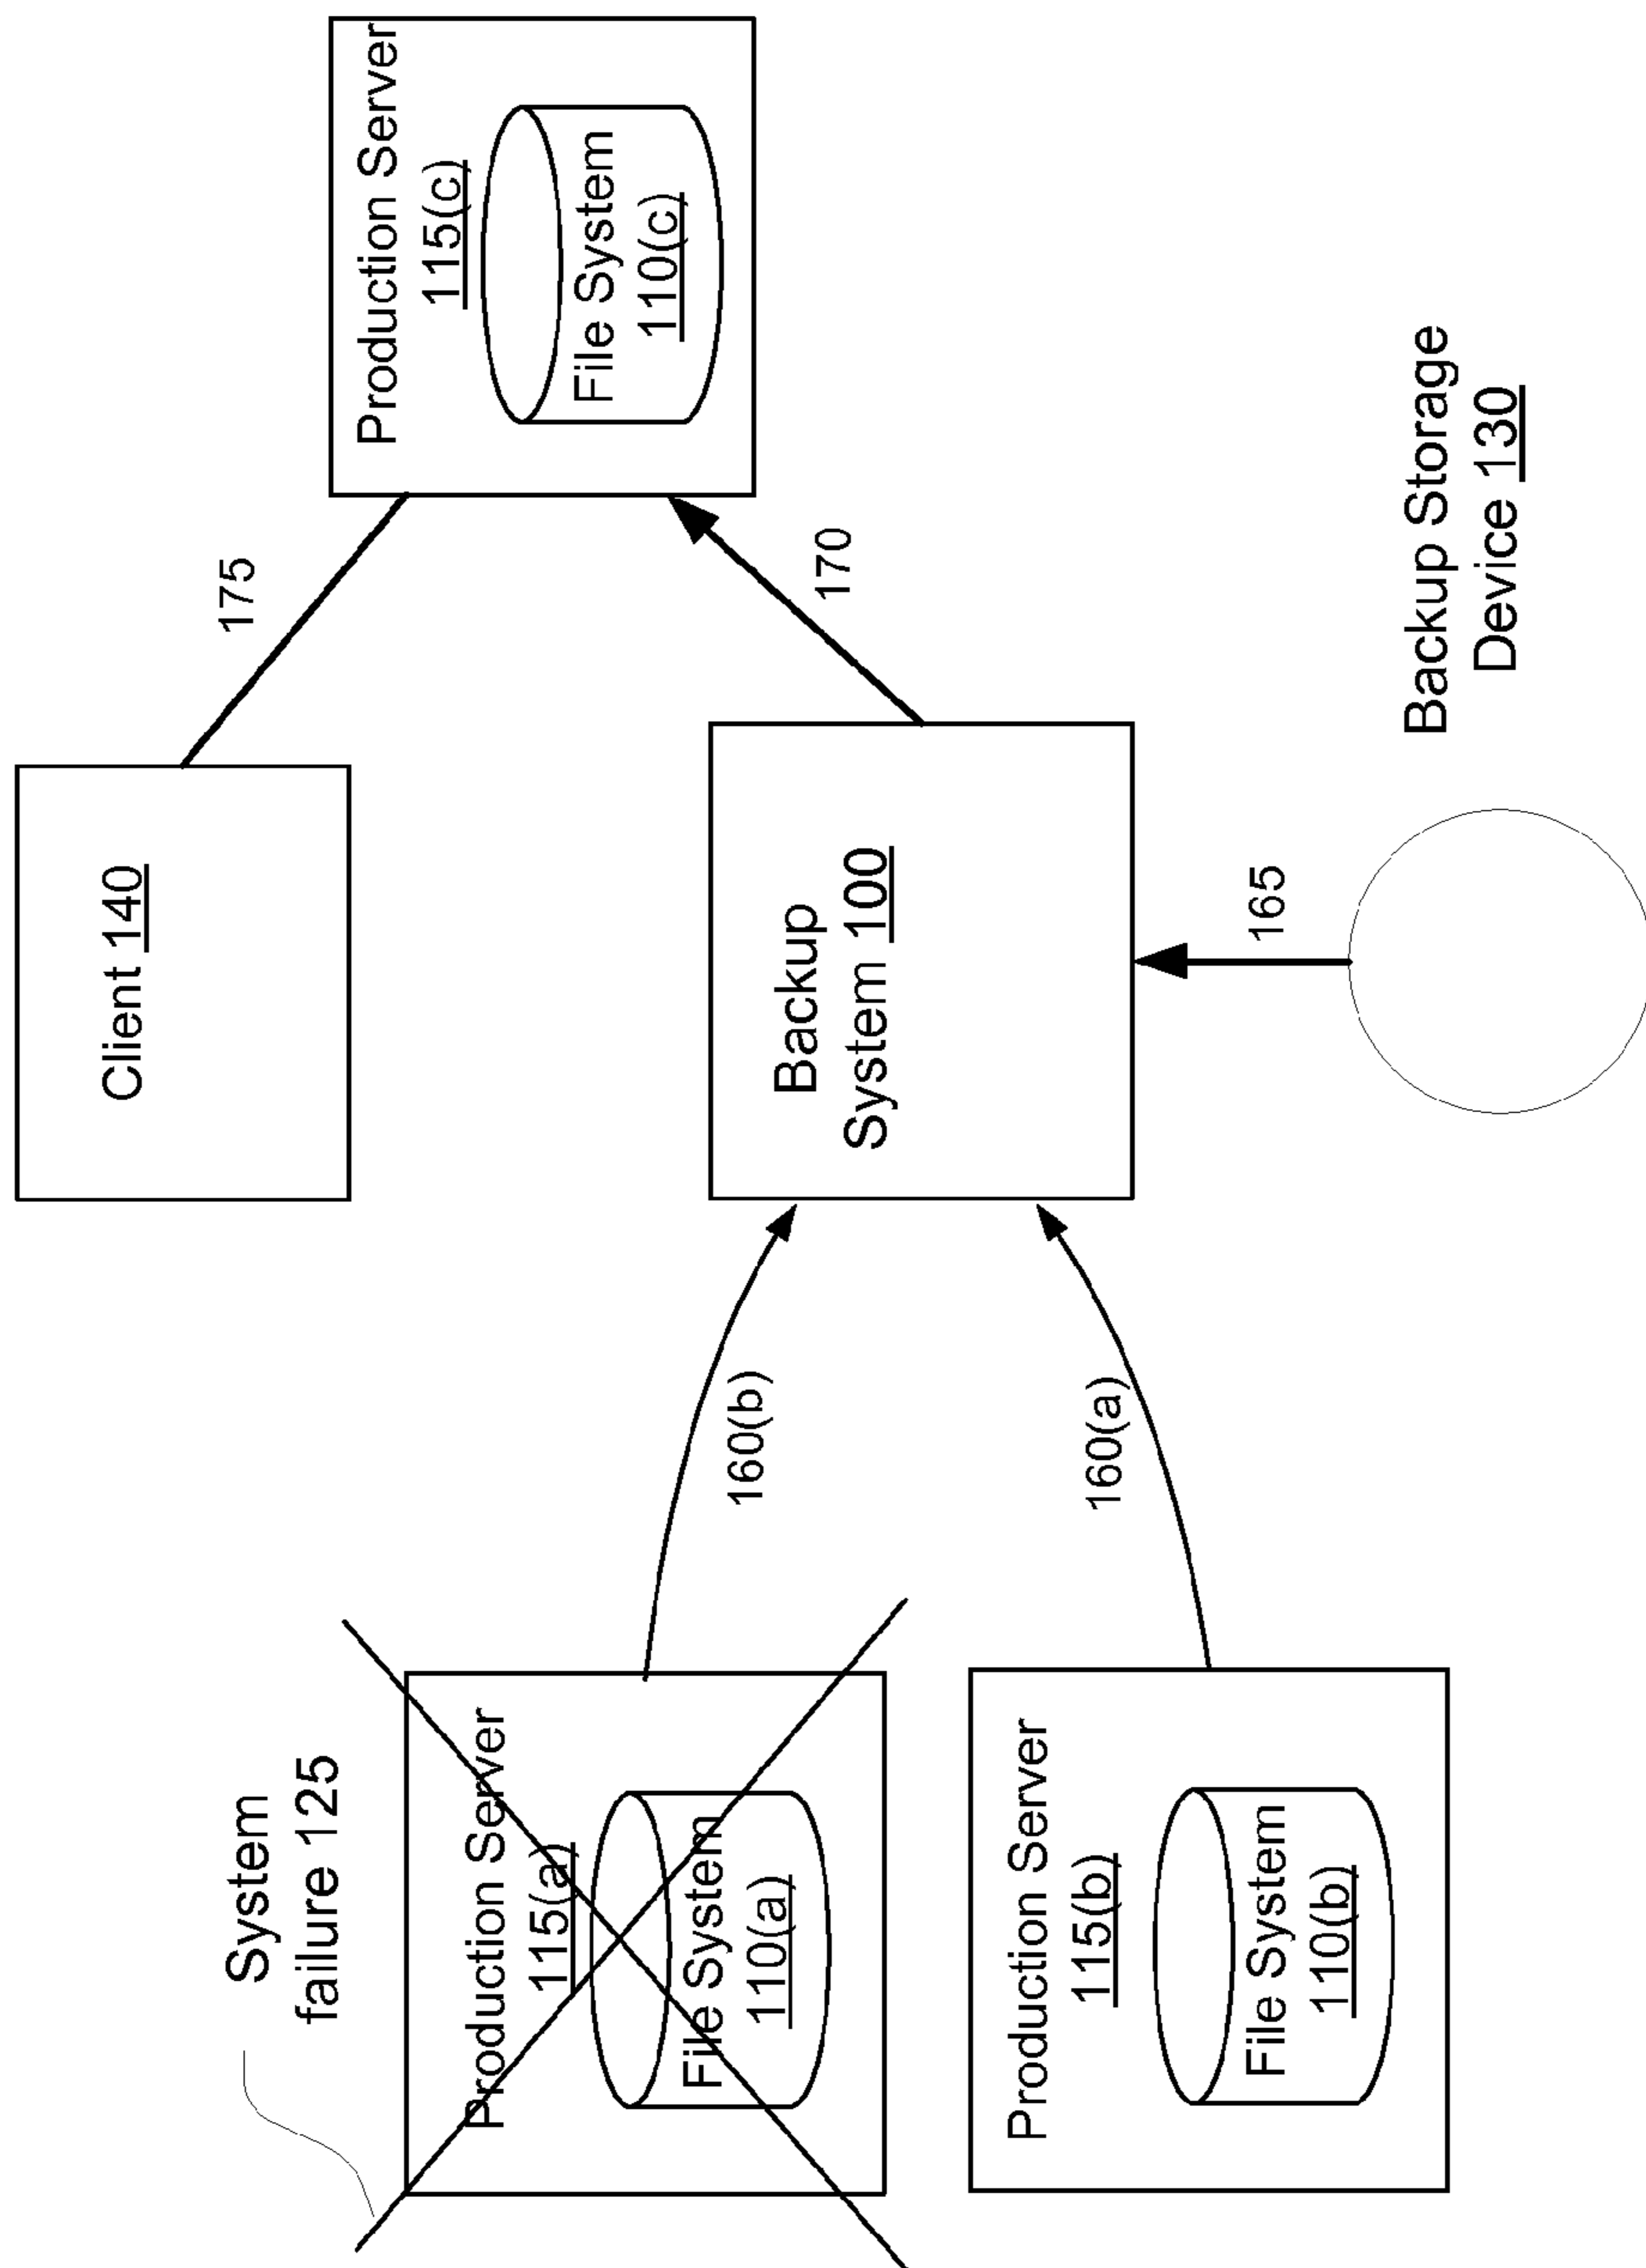 System
failure 125
Production Server
115(a)
File System
110(a)
Production Server
115(b)
File System
110(b)
160(b)
160(a)
Client 140
Backup
System 100
165
Backup Storage
Device 130
175
170
Production Server
115(c)
File System
110(c)